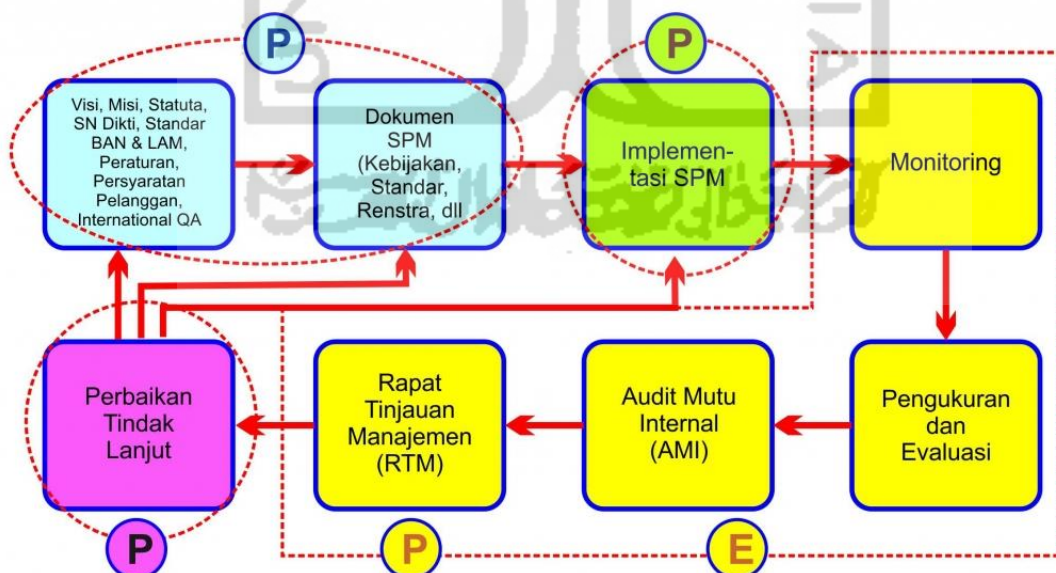 P
P
Visi, Misi, Statuta,
SN Dikti, Standar
BAN & LAM,
Peraturan,
Persyaratan
Pelanggan,
International QA
Dokumen
SPM
(Kebijakan,
Standar,
Renstra, dll
Implemen-
tasi SPM
Monitoring
Perbaikan
Tindak
Lanjut
Rapat
Tinjauan
Manajemen
(RTM)
Audit Mutu
Internal
(AMI)
Pengukuran
dan
Evaluasi
P
P
E